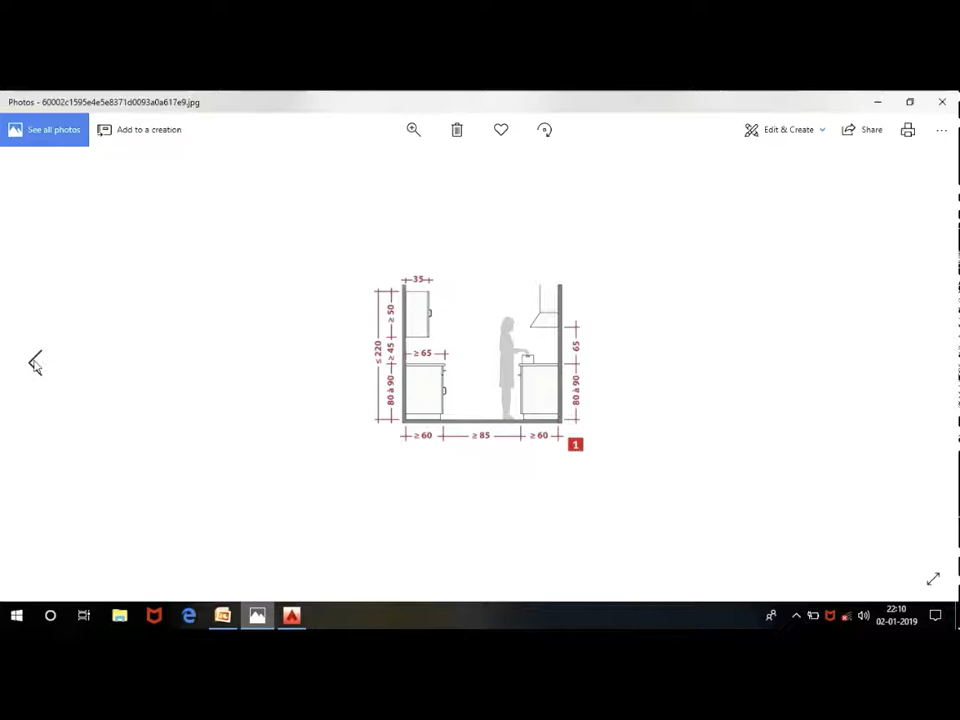 Photos - 60002c1595e4e5e8371d0093a0a617e9.jpg
See all photos
Add to a creation
Edit & Create
Share
35
≥ 50
≤ 220
≥ 45
≥ 65
80 à 90
65
80 à 90
≥ 60
≥ 85
≥ 60
1
22:10
02-01-2019